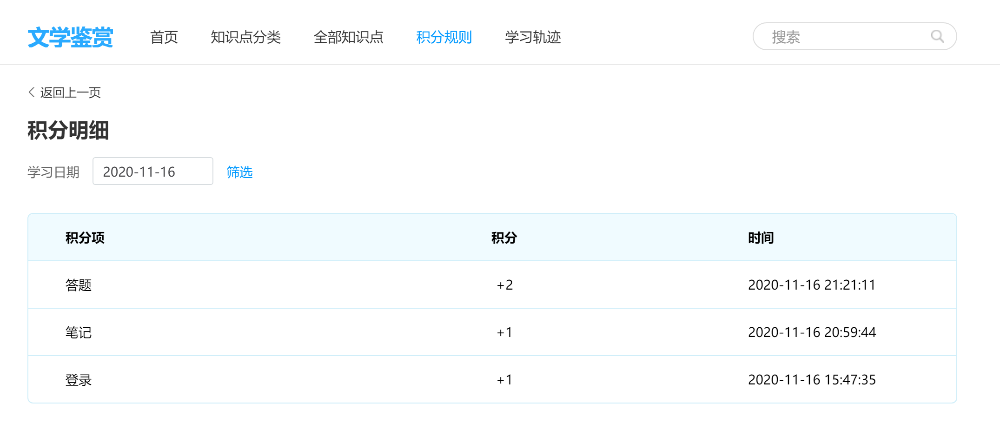 文学鉴赏 首页 知识点分类 全部知识点 积分规则 学习轨迹 搜索
返回上一页
积分明细
学习日期 2020-11-16 筛选
积分项 积分 时间
答题 +2 2020-11-16 21:21:11
笔记 +1 2020-11-16 20:59:44
登录 +1 2020-11-16 15:47:35